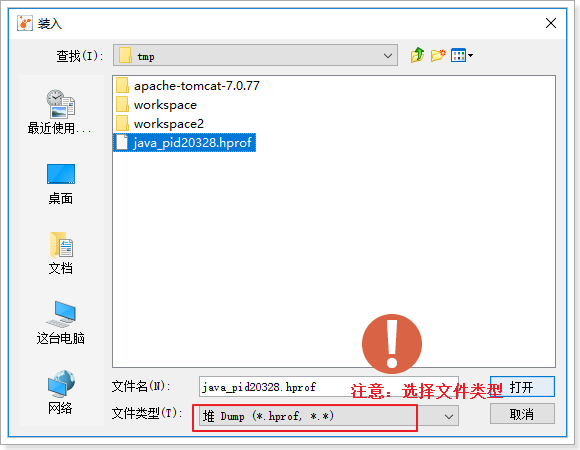 装入
查找(I):
tmp
apache-tomcat-7.0.77
workspace
workspace2
java_pid20328.hprof
最近使用...
桌面
文档
这台电脑
网络
文件名(N):
java_pid20328.hprof
注意：选择文件类型
打开
文件类型(T):
堆 Dump (*.hprof, *.*)
取消